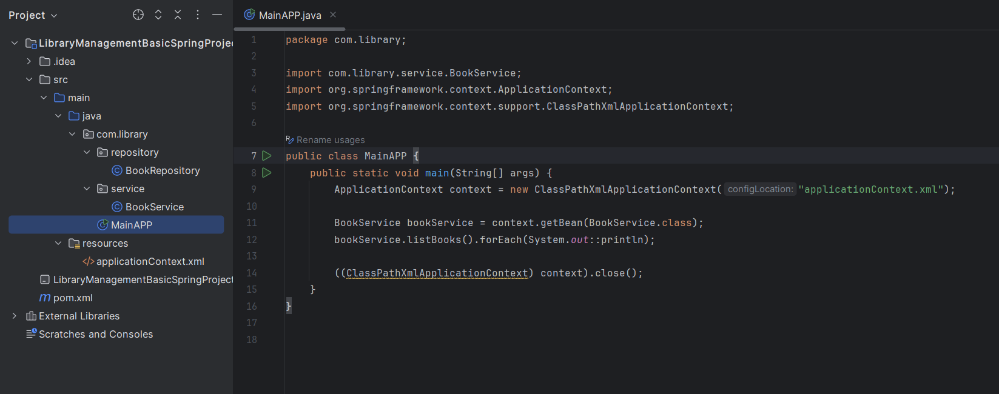 Project
LibraryManagementBasicSpringProjec
.idea
src
main
java
com.library
repository
BookRepository
service
BookService
MainAPP
resources
applicationContext.xml
LibraryManagementBasicSpringProject
pom.xml
External Libraries
Scratches and Consoles
MainAPP.java
1 package com.library;
2
3 import com.library.service.BookService;
4 import org.springframework.context.ApplicationContext;
5 import org.springframework.context.support.ClassPathXmlApplicationContext;
6
Rename usages
7 public class MainAPP {
8 public static void main(String[] args) {
9 ApplicationContext context = new ClassPathXmlApplicationContext( configLocation: "applicationContext.xml");
10
11 BookService bookService = context.getBean(BookService.class);
12 bookService.listBooks().forEach(System.out::println);
13
14 ((ClassPathXmlApplicationContext) context).close();
15 }
16 }
17
18